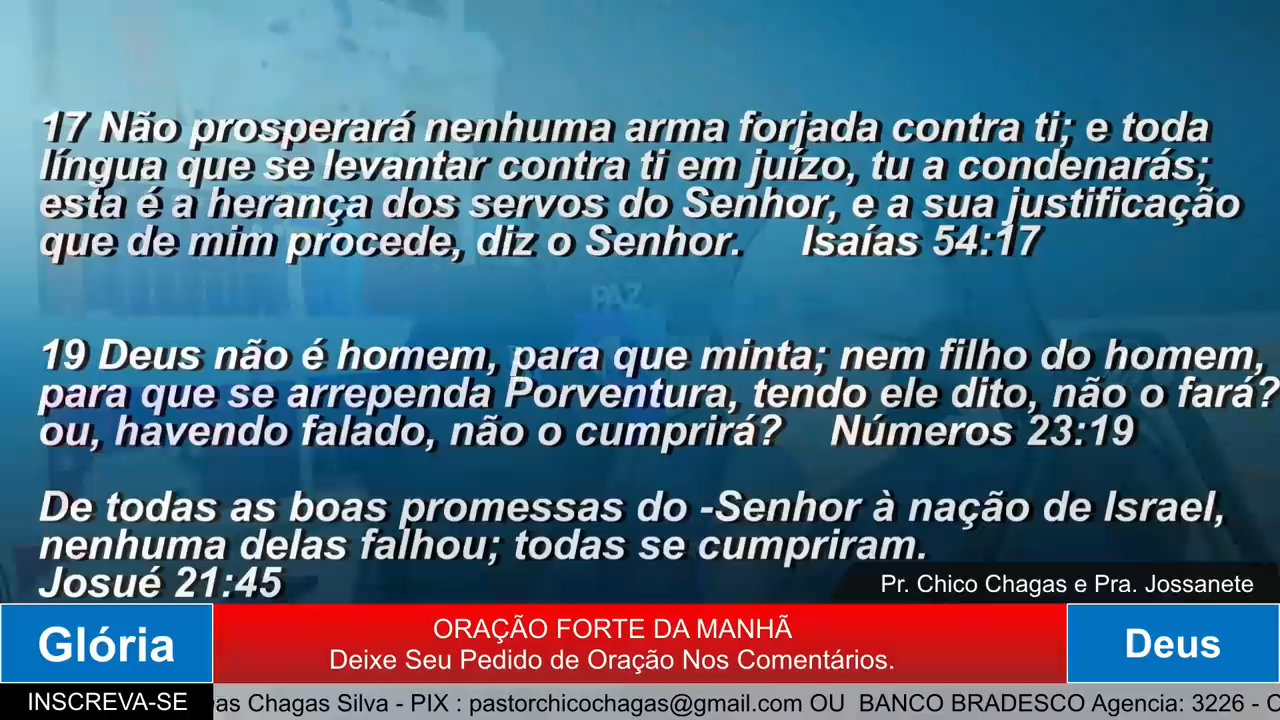 17 Não prosperará nenhuma arma forjada contra ti; e toda
língua que se levantar contra ti em juízo, tu a condenarás;
esta é a herança dos servos do Senhor, e a sua justificação
que de mim procede, diz o Senhor. Isaías 54:17
PAZ
19 Deus não é homem, para que minta; nem filho do homem,
para que se arrependa Porventura, tendo ele dito, não o fará?
ou, havendo falado, não o cumprirá? Números 23:19
De todas as boas promessas do -Senhor à nação de Israel,
nenhuma delas falhou; todas se cumpriram.
Josué 21:45
Pr. Chico Chagas e Pra. Jossanete
Glória
ORAÇÃO FORTE DA MANHÃ
Deixe Seu Pedido de Oração Nos Comentários.
Deus
INSCREVA-SE
Chagas Silva - PIX : pastorchicochagas@gmail.com OU BANCO BRADESCO Agencia: 3226 -